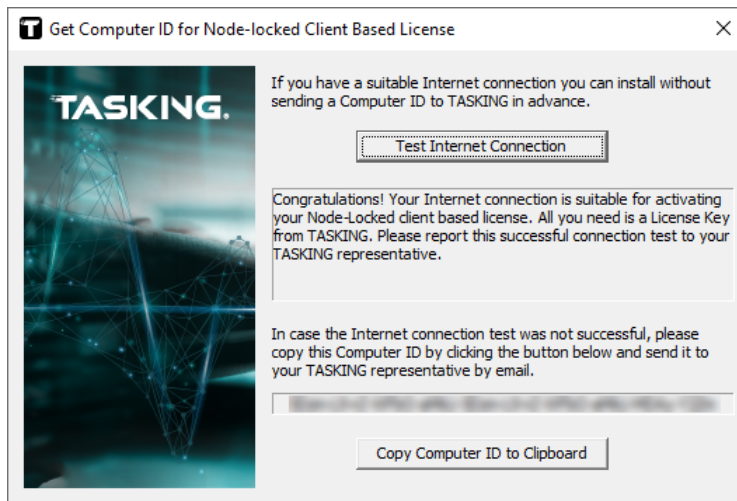 Get Computer ID for Node-locked Client Based License
TASKING.
If you have a suitable Internet connection you can install without
sending a Computer ID to TASKING in advance.
Test Internet Connection
Congratulations! Your Internet connection is suitable for activating
your Node-Locked client based license. All you need is a License Key
from TASKING. Please report this successful connection test to your
TASKING representative.
In case the Internet connection test was not successful, please
copy this Computer ID by clicking the button below and send it to
your TASKING representative by email.
Copy Computer ID to Clipboard